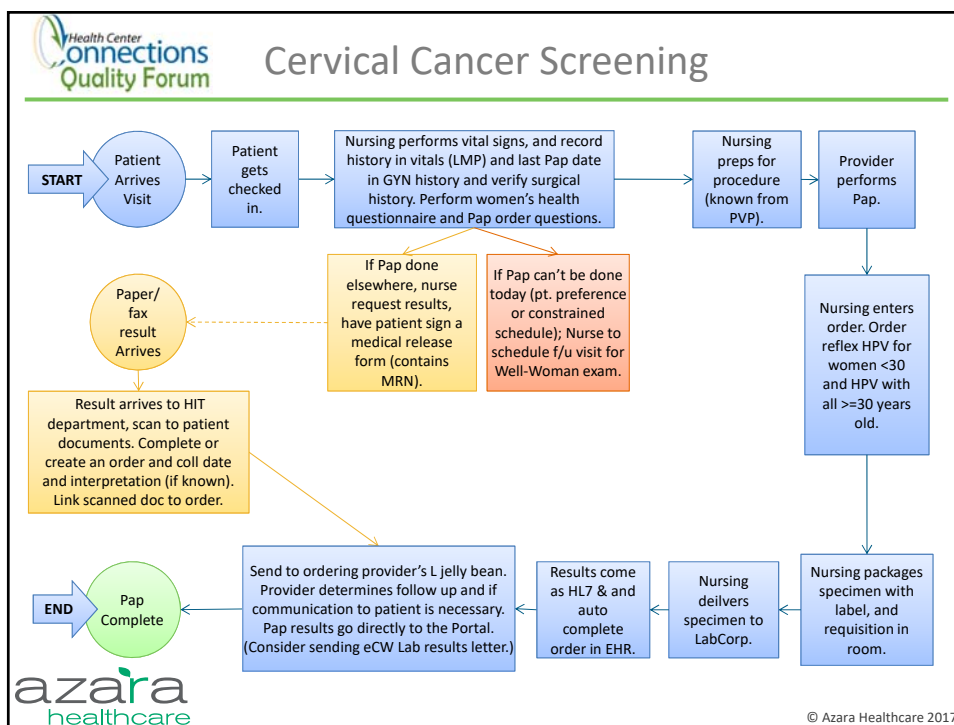 Health Center
Connections
Quality Forum
Cervical Cancer Screening
START
Patient
Arrives
Visit
Patient
gets
checked
in.
Nursing performs vital signs, and record
history in vitals (LMP) and last Pap date
in GYN history and verify surgical
history. Perform women's health
questionnaire and Pap order questions.
Nursing
preps for
procedure
(known from
PVP).
Provider
performs
Pap.
Paper/
fax
result
Arrives
If Pap done
elsewhere, nurse
request results,
have patient sign a
medical release
form (contains
MRN).
If Pap can't be done
today (pt. preference
or constrained
schedule); Nurse to
schedule f/u visit for
Well-Woman exam.
Nursing enters
order. Order
reflex HPV for
women <30
and HPV with
all >=30 years
old.
Result arrives to HIT
department, scan to patient
documents. Complete or
create an order and coll date
and interpretation (if known).
Link scanned doc to order.
END
Pap
Complete
Send to ordering provider's L jelly bean.
Provider determines follow up and if
communication to patient is necessary.
Pap results go directly to the Portal.
(Consider sending eCW Lab results letter.)
Results come
as HL7 & and
auto
complete
order in EHR.
Nursing
deilvers
specimen to
LabCorp.
Nursing packages
specimen with
label, and
requisition in
room.
azara
healthcare
© Azara Healthcare 2017